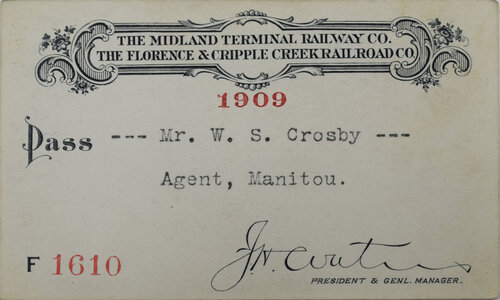 THE MIDLAND TERMINAL RAILWAY CO.
THE FLORENCE & CRIPPLE CREEK RAILROAD CO
1909
Pass --- Mr. W. S. Crosby ---
Agent, Manitou.
F 1610
PRESIDENT & GENL. MANAGER.